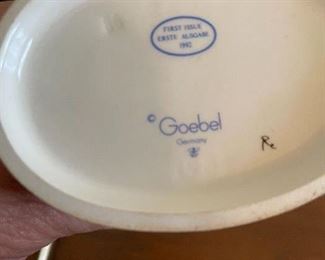 FIRST ISSUE
ERSTE AUSGABE
1992
© Goebel
Germany